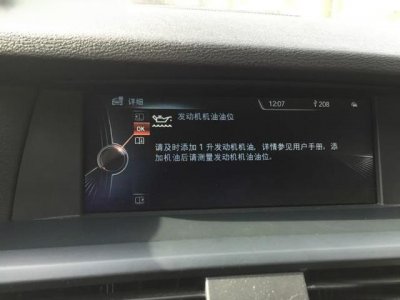 详细
12:07
208
发动机机油油位
OK
请及时添加 1 升发动机机油, 详情参见用户手册, 添
加机油后请测量发动机机油油位。